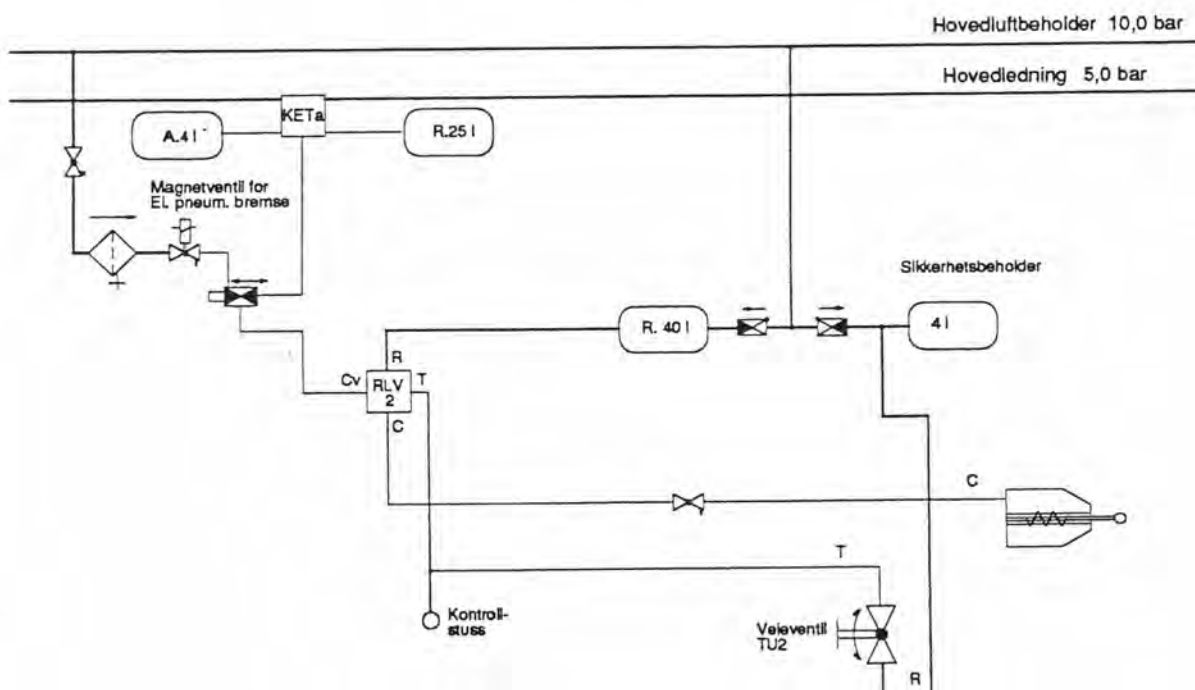 Hovedluftbeholder 10,0 bar
Hovedledning 5,0 bar
KETa
A.4 l
R.25 l
Magnetventil for
El. pneum. bremse
Sikkerhetsbeholder
R. 40 l
4 l
R
Cv
RLV
2
T
C
C
T
Kontroll-
stuss
Veieventil
TU2
R